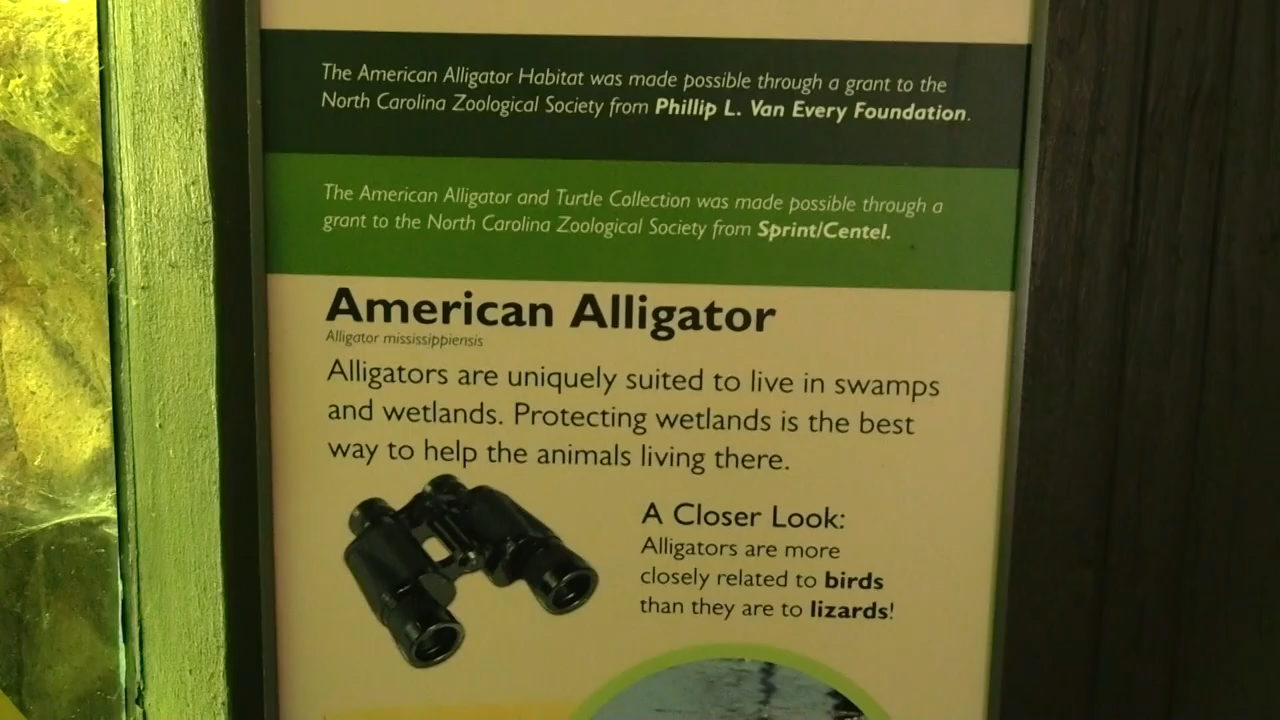 The American Alligator Habitat was made possible through a grant to the
North Carolina Zoological Society from Phillip L. Van Every Foundation.
The American Alligator and Turtle Collection was made possible through a
grant to the North Carolina Zoological Society from Sprint/Centel.
American Alligator
Alligator mississippiensis
Alligators are uniquely suited to live in swamps
and wetlands. Protecting wetlands is the best
way to help the animals living there.
A Closer Look:
Alligators are more
closely related to birds
than they are to lizards!